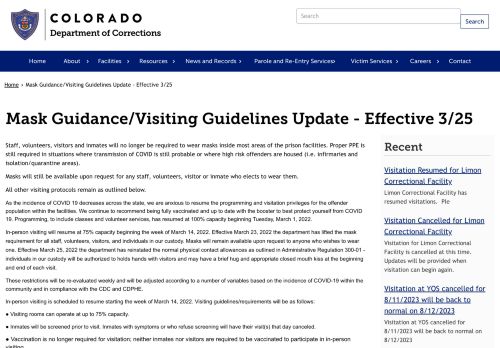 COLORADO
Department of Corrections
Search
Search
Home
About
Facilities
Resources
News and Records
Parole and Re-Entry Services
Victim Services
Careers
Contact
Home › Mask Guidance/Visiting Guidelines Update - Effective 3/25
Mask Guidance/Visiting Guidelines Update - Effective 3/25
Staff, volunteers, visitors and inmates will no longer be required to wear masks inside most areas of the prison facilities. Proper PPE is
still required in situations where transmission of COVID is still probable or where high risk offenders are housed (i.e. infirmaries and
isolation/quarantine areas).
Masks will still be available upon request for any staff, volunteers, visitor or inmate who elects to wear them.
All other visiting protocols remain as outlined below.
As the incidence of COVID 19 decreases across the state, we are anxious to resume the programming and visitation privileges for the offender
population within the facilities. We continue to recommend being fully vaccinated and up to date with the booster to best protect yourself from COVID
19. Programming, to include classes and volunteer services, has resumed at 100% capacity beginning Tuesday, March 1, 2022.
In-person visiting will resume at 75% capacity beginning the week of March 14, 2022. Effective March 23, 2022 the department has lifted the mask
requirement for all staff, volunteers, visitors, and individuals in our custody. Masks will remain available upon request to anyone who wishes to wear
one. Effective March 25, 2022 the department has reinstated the normal physical contact allowances as outlined in Administrative Regulation 300-01 -
individuals in our custody will be authorized to holds hands with visitors and may have a brief hug and appropriate closed mouth kiss at the beginning
and end of each visit.
These restrictions will be re-evaluated weekly and will be adjusted according to a number of variables based on the incidence of COVID-19 within the
community and in compliance with the CDC and CDPHE.
In-person visiting is scheduled to resume starting the week of March 14, 2022. Visiting guidelines/requirements will be as follows:
● Visiting rooms can operate at up to 75% capacity.
● Inmates will be screened prior to visit. Inmates with symptoms or who refuse screening will have their visit(s) that day canceled.
● Vaccination is no longer required for visitation; neither inmates nor visitors are required to be vaccinated to participate in in-person
visiting
Recent
Visitation Resumed for Limon
Correctional Facility
Limon Correctional Facility has
resumed visitations. Ple
Visitation Cancelled for Limon
Correctional Facility
Visitation for Limon Correctional
Facility is cancelled at this time.
Updates will be provided when
visitation can begin again.
Visitation at YOS cancelled for
8/11/2023 will be back to
normal on 8/12/2023
Visitation at YOS cancelled for
8/11/2023 will be back to normal on
8/12/2023